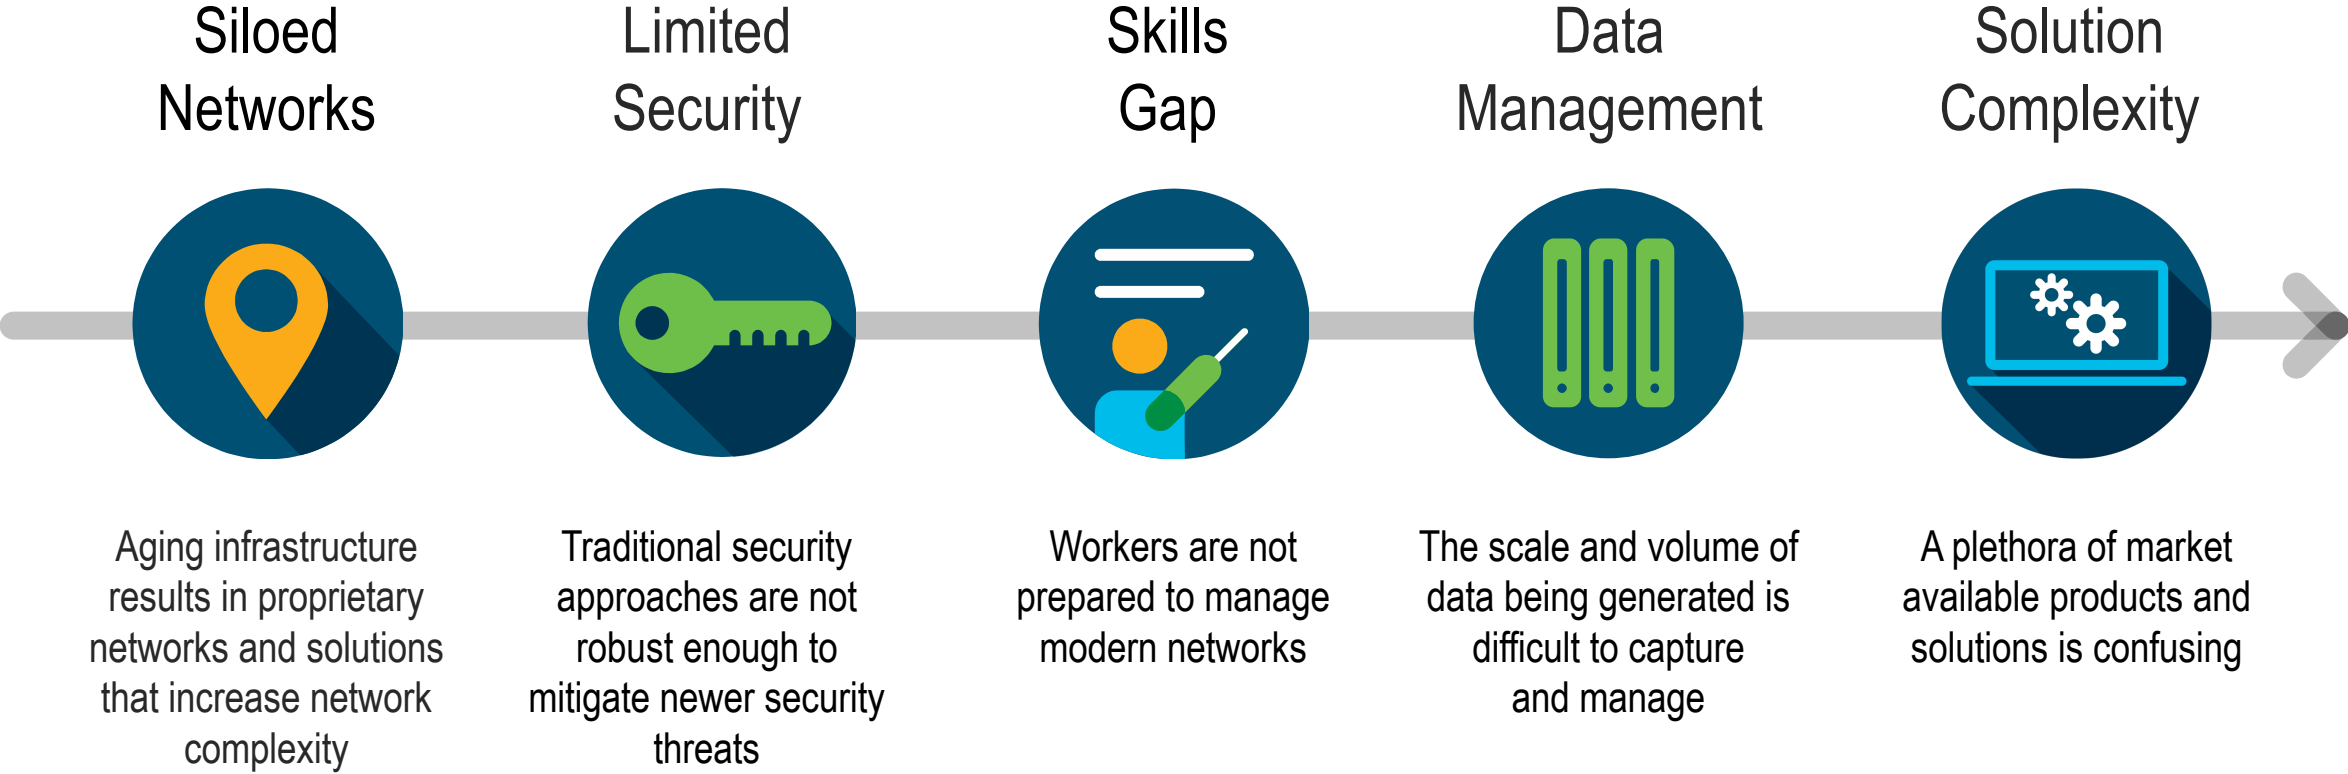 Siloed
Networks
Limited
Security
Skills
Gap
Data
Management
Solution
Complexity
Aging infrastructure
results in proprietary
networks and solutions
that increase network
complexity
Traditional security
approaches are not
robust enough to
mitigate newer security
threats
Workers are not
prepared to manage
modern networks
The scale and volume of
data being generated is
difficult to capture
and manage
A plethora of market
available products and
solutions is confusing